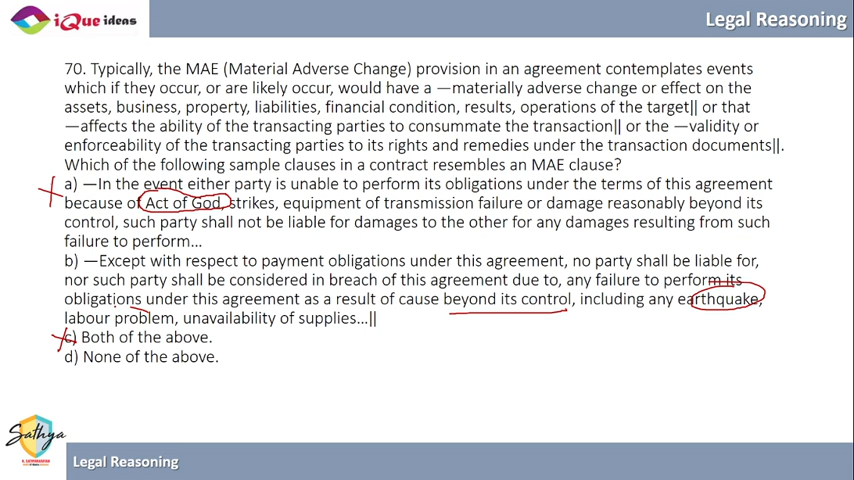 iQue ideas
Legal Reasoning
70. Typically, the MAE (Material Adverse Change) provision in an agreement contemplates events
which if they occur, or are likely occur, would have a —materially adverse change or effect on the
assets, business, property, liabilities, financial condition, results, operations of the target|| or that
—affects the ability of the transacting parties to consummate the transaction|| or the —validity or
enforceability of the transacting parties to its rights and remedies under the transaction documents||.
Which of the following sample clauses in a contract resembles an MAE clause?
a) —In the event either party is unable to perform its obligations under the terms of this agreement
because of Act of God, strikes, equipment of transmission failure or damage reasonably beyond its
control, such party shall not be liable for damages to the other for any damages resulting from such
failure to perform...
b) —Except with respect to payment obligations under this agreement, no party shall be liable for,
nor such party shall be considered in breach of this agreement due to, any failure to perform its
obligations under this agreement as a result of cause beyond its control, including any earthquake,
labour problem, unavailability of supplies...||
c) Both of the above.
d) None of the above.
Sathya
Legal Reasoning